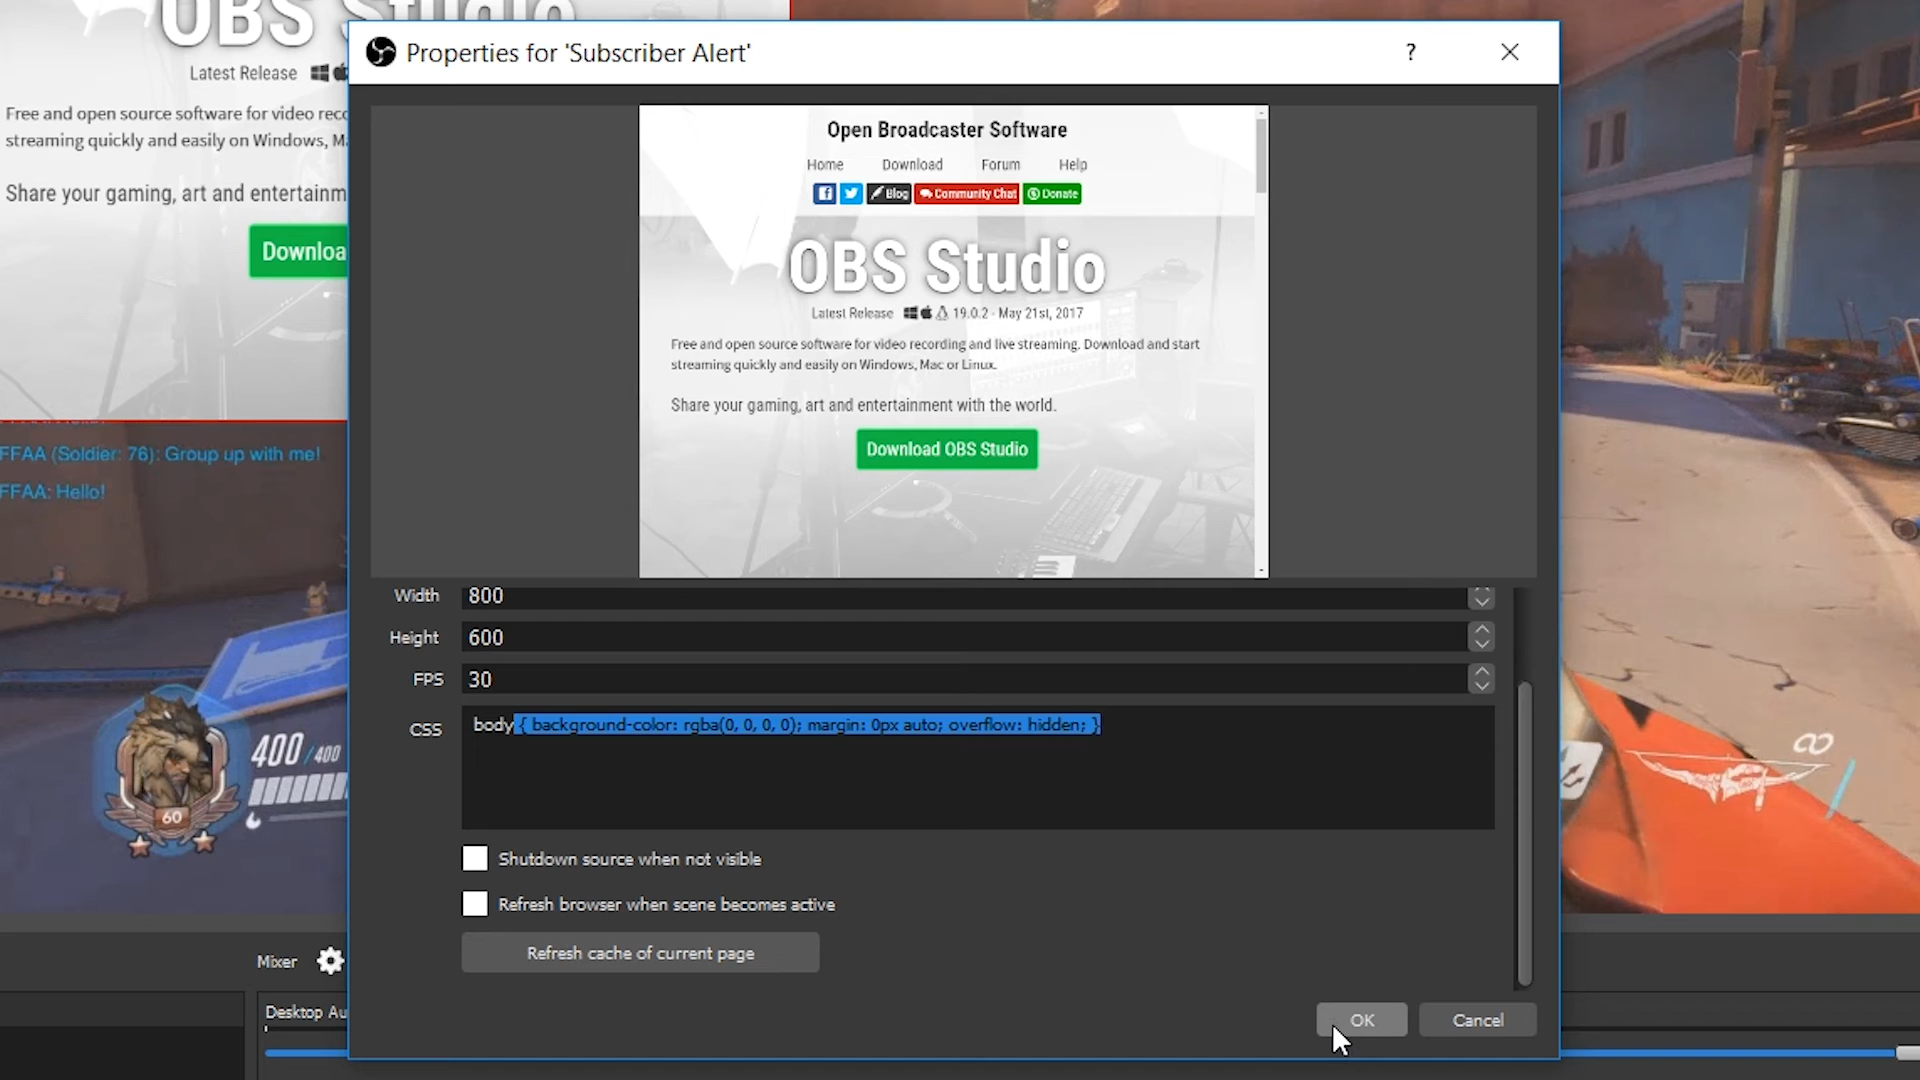 OBS Studio
Latest Release
Free and open source software for video reco
streaming quickly and easily on Windows, M
Share your gaming, art and entertainm
Downloa
FFAA (Soldier: 76): Group up with me!
FFAA: Hello!
400/400
60
Mixer
Desktop Au
Properties for 'Subscriber Alert'
?
Open Broadcaster Software
Home Download Forum Help
Blog Community Chat Donate
OBS Studio
Latest Release 19.0.2 - May 21st, 2017
Free and open source software for video recording and live streaming. Download and start
streaming quickly and easily on Windows, Mac or Linux.
Share your gaming, art and entertainment with the world.
Download OBS Studio
Width 800
Height 600
FPS 30
CSS body { background-color: rgba(0, 0, 0, 0); margin: 0px auto; overflow: hidden; }
Shutdown source when not visible
Refresh browser when scene becomes active
Refresh cache of current page
OK Cancel